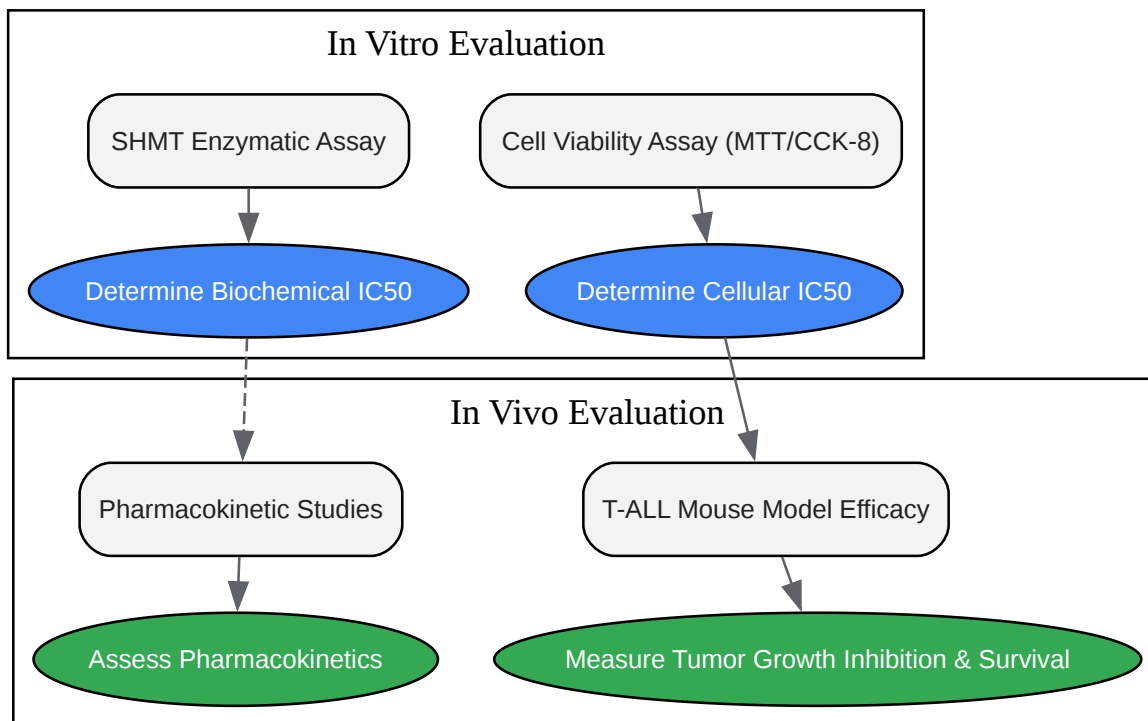 In Vitro Evaluation
SHMT Enzymatic Assay
Cell Viability Assay (MTT/CCK-8)
Determine Biochemical IC50
Determine Cellular IC50
In Vivo Evaluation
Pharmacokinetic Studies
T-ALL Mouse Model Efficacy
Assess Pharmacokinetics
Measure Tumor Growth Inhibition & Survival